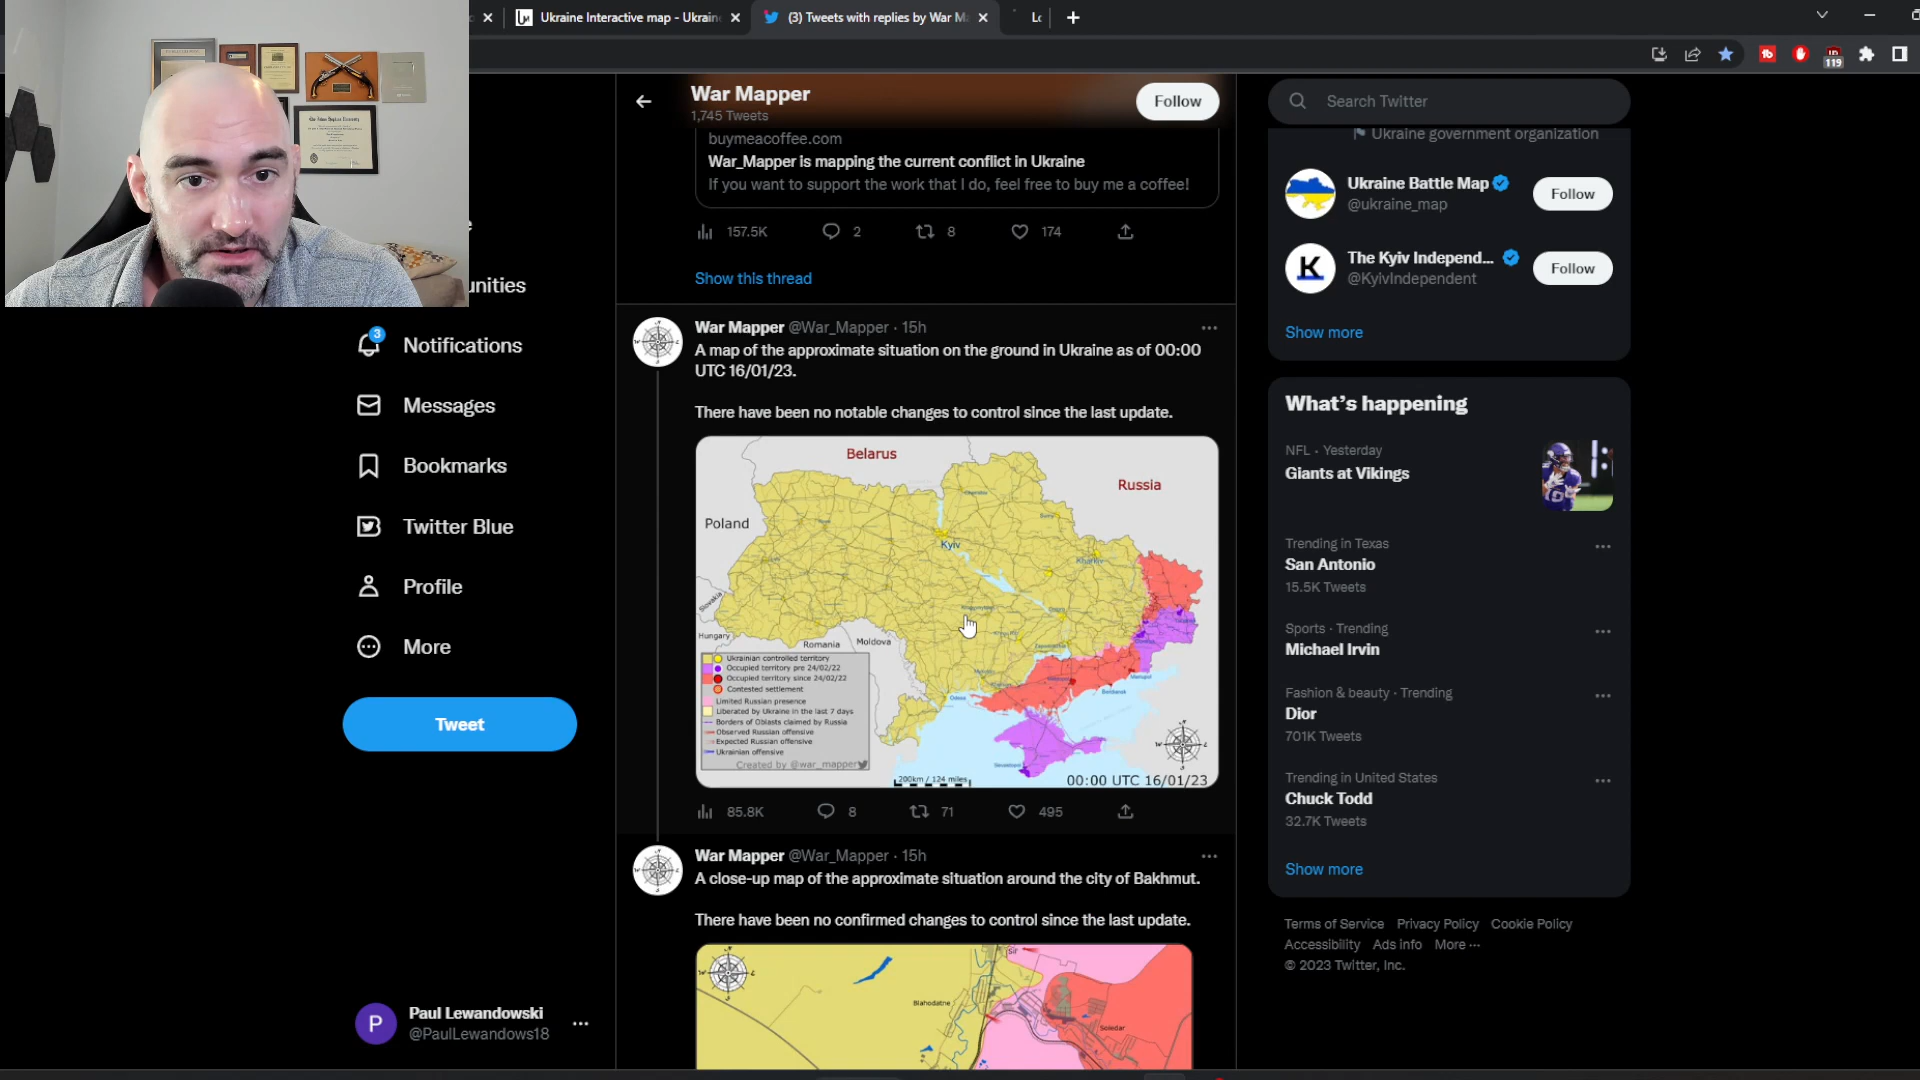 Ukraine Interactive map - Ukrain
(3) Tweets with replies by War M
119
War Mapper
1,745 Tweets
Follow
buymeacoffee.com
War_Mapper is mapping the current conflict in Ukraine
If you want to support the work that I do, feel free to buy me a coffee!
157.5K 2 8 174
Show this thread
War Mapper @War_Mapper · 15h
A map of the approximate situation on the ground in Ukraine as of 00:00
UTC 16/01/23.
There have been no notable changes to control since the last update.
Belarus
Russia
Poland
Kyiv
Kharkiv
Slovakia
Hungary
Romania
Moldova
Odesa
Ukrainian controlled territory
Occupied territory pre 24/02/22
Occupied territory since 24/02/22
Contested settlement
Limited Russian presence
Liberated by Ukraine in the last 7 days
Borders of Oblasts claimed by Russia
Observed Russian offensive
Expected Russian offensive
Ukrainian offensive
Created by @war_mapper
200km / 124 miles
00:00 UTC 16/01/23
85.8K 8 71 495
War Mapper @War_Mapper · 15h
A close-up map of the approximate situation around the city of Bakhmut.
There have been no confirmed changes to control since the last update.
Blahodatne
Soledar
unities
3
Notifications
Messages
Bookmarks
Twitter Blue
Profile
More
Tweet
P
Paul Lewandowski
@PaulLewandows18
Search Twitter
Ukraine government organization
Ukraine Battle Map
@ukraine_map
Follow
K
The Kyiv Independ...
@KyivIndependent
Follow
Show more
What's happening
NFL · Yesterday
Giants at Vikings
Trending in Texas
San Antonio
15.5K Tweets
Sports · Trending
Michael Irvin
Fashion & beauty · Trending
Dior
701K Tweets
Trending in United States
Chuck Todd
32.7K Tweets
Show more
Terms of Service Privacy Policy Cookie Policy
Accessibility Ads info More ···
© 2023 Twitter, Inc.